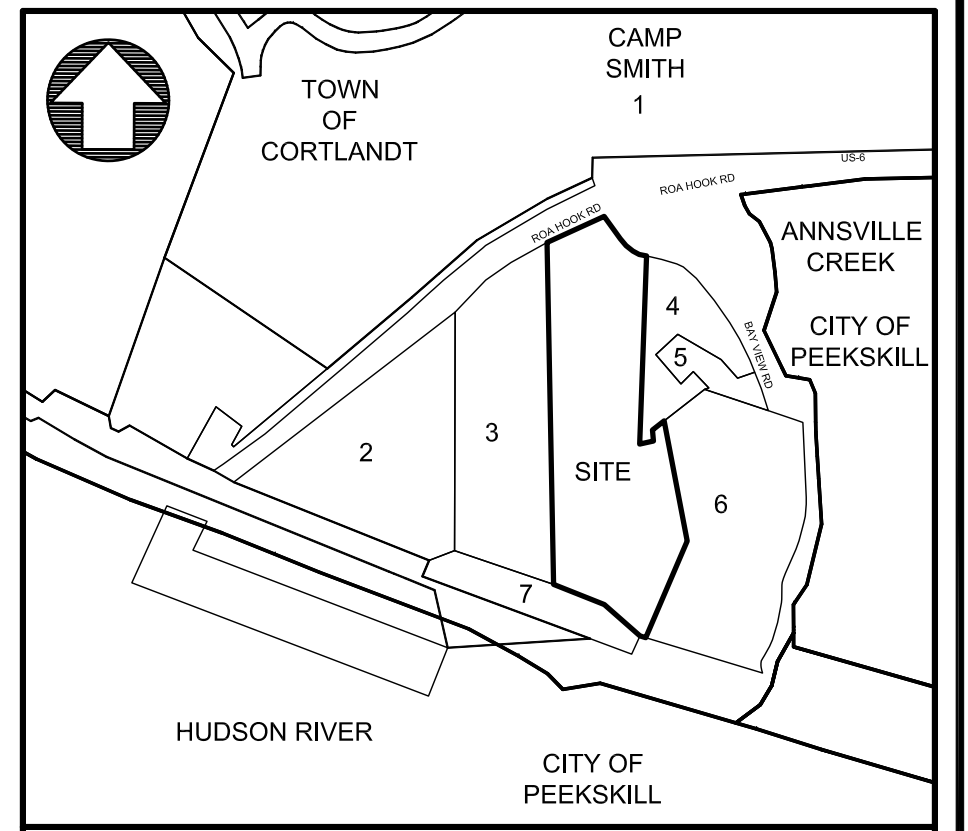 CAMP
SMITH
1
TOWN
OF
CORTLANDT
US-6
ROA HOOK RD
ROA HOOK RD
ANNSVILLE
CREEK
CITY OF
PEEKSKILL
BAY VIEW RD
4
5
3
2
SITE
6
7
HUDSON RIVER
CITY OF
PEEKSKILL